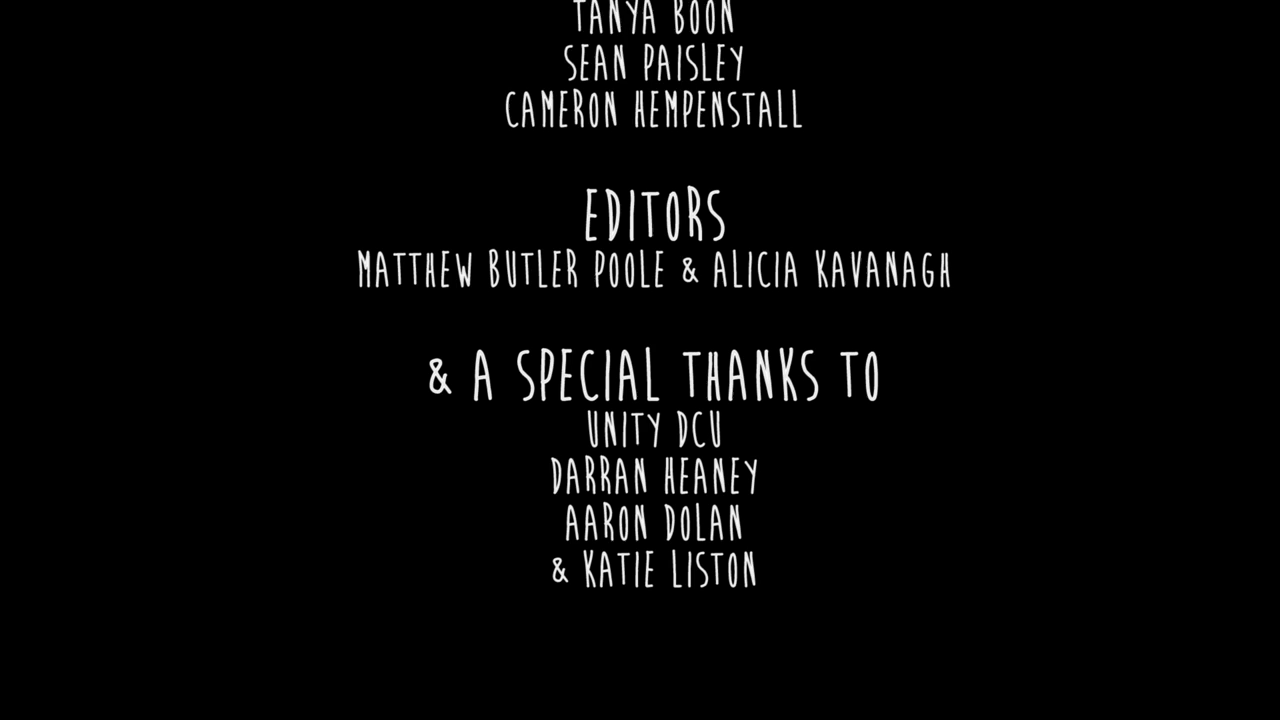 TANYA BOON
SEAN PAISLEY
CAMERON HEMPENSTALL
EDITORS
MATTHEW BUTLER POOLE & ALICIA KAVANAGH
& A SPECIAL THANKS TO
UNITY DCU
DARRAN HEANEY
AARON DOLAN
& KATIE LISTON